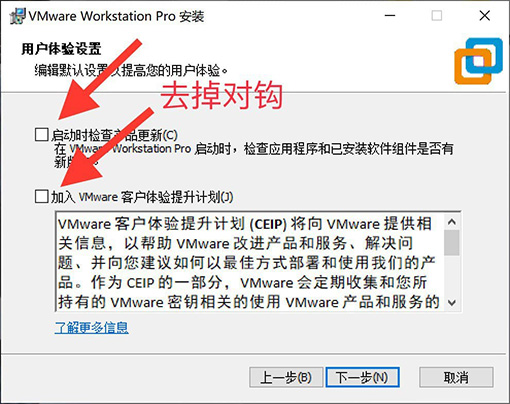 VMware Workstation Pro 安装
用户体验设置
编辑默认设置以提高您的用户体验。
去掉对钩
启动时检查产品更新(C)
在 VMware Workstation Pro 启动时，检查应用程序和已安装软件组件是否有
新版本。
加入 VMware 客户体验提升计划(J)
VMware 客户体验提升计划 (CEIP) 将向 VMware 提供相
关信息，以帮助 VMware 改进产品和服务、解决问
题、并向您建议如何以最佳方式部署和使用我们的产
品。作为 CEIP 的一部分，VMware 会定期收集和您所
持有的 VMware 密钥相关的使用 VMware 产品和服务的
了解更多信息
上一步(B)
下一步(N)
取消